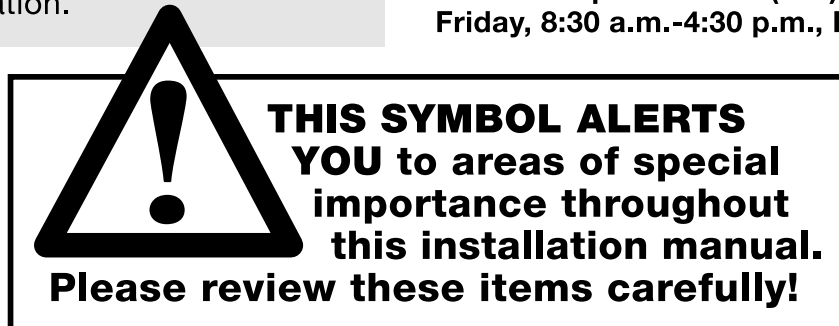 ation.
Friday, 8:30 a.m.-4:30 p.m.,
!
THIS SYMBOL ALERTS
YOU to areas of special
importance throughout
this installation manual.
Please review these items carefully!